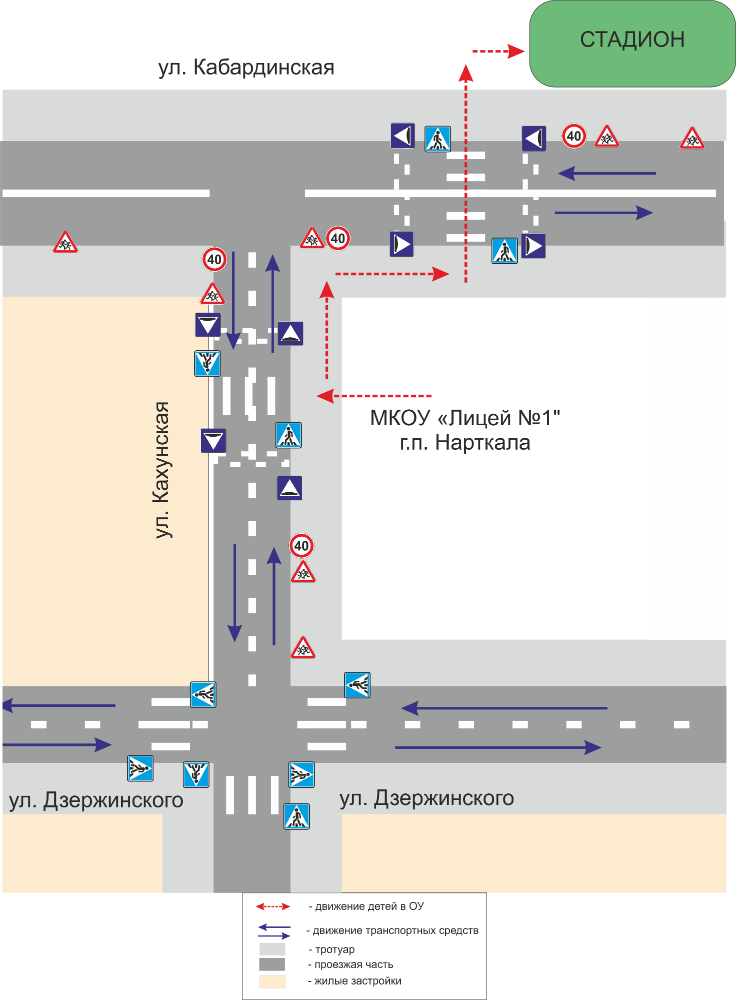 СТАДИОН
ул. Кабардинская
40
40
40
МКОУ «Лицей №1"
г.п. Нарткала
ул. Кахунская
40
ул. Дзержинского
ул. Дзержинского
- движение детей в ОУ
- движение транспортных средств
- тротуар
- проезжая часть
- жилые застройки